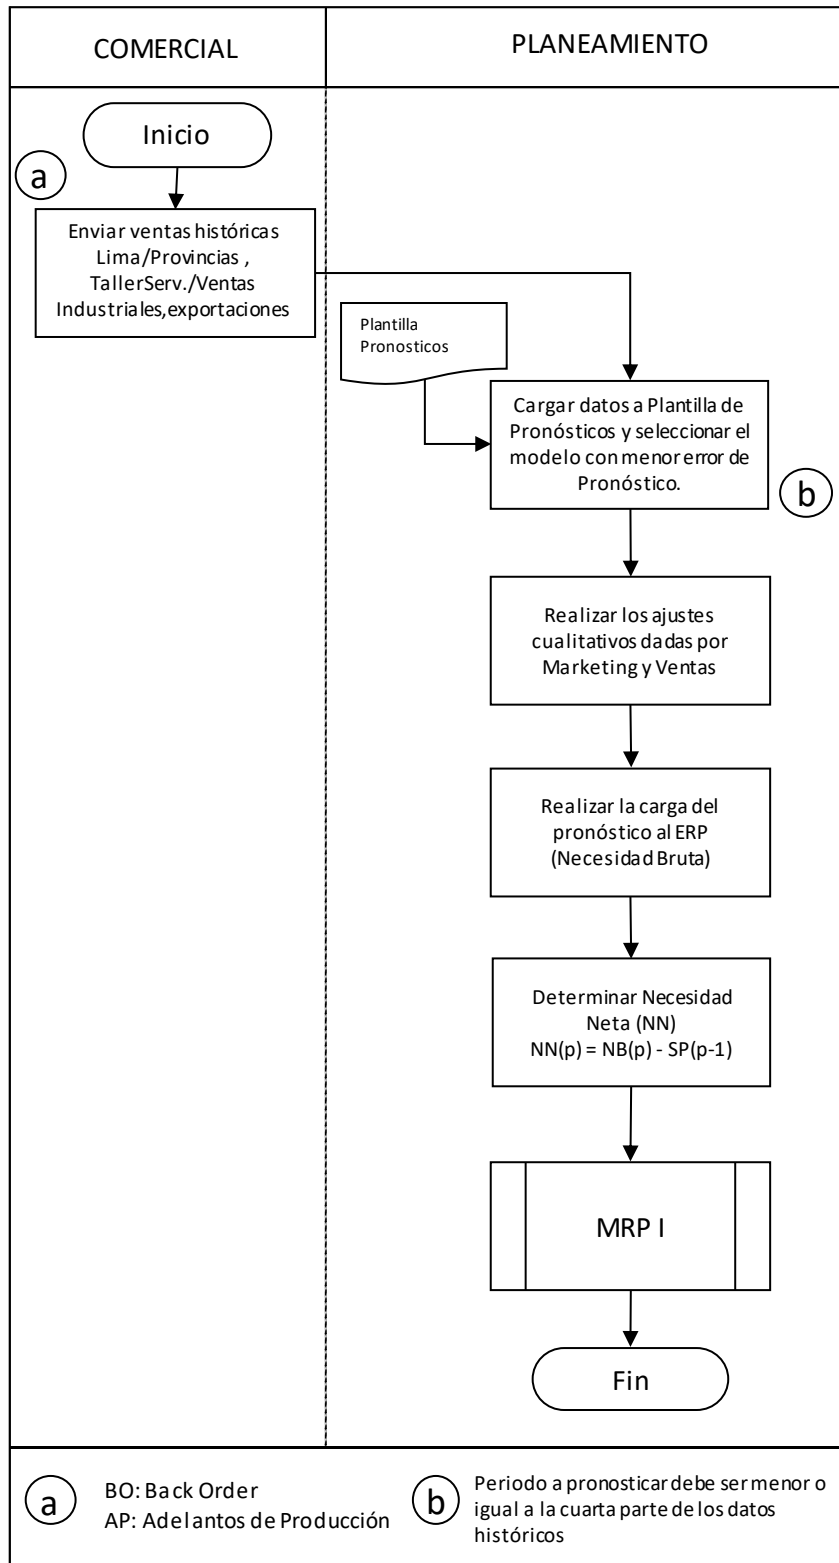 COMERCIAL
PLANEAMIENTO
Inicio
a
Enviar ventas históricas
Lima/Provincias ,
TallerServ./Ventas
Industriales,exportaciones
Plantilla
Pronosticos
Cargar datos a Plantilla de
Pronósticos y seleccionar el
modelo con menor error de
Pronóstico.
b
Realizar los ajustes
cualitativos dadas por
Marketing y Ventas
Realizar la carga del
pronóstico al ERP
(Necesidad Bruta)
Determinar Necesidad
Neta (NN)
NN(p) = NB(p) - SP(p-1)
MRP I
Fin
a
BO: Back Order
AP: Adelantos de Producción
b
Periodo a pronosticar debe ser menor o
igual a la cuarta parte de los datos
históricos